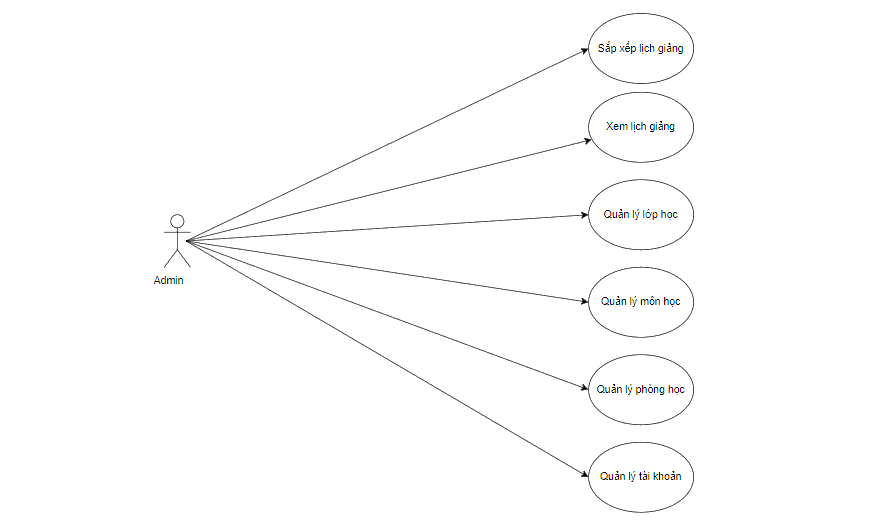 Sắp xếp lịch giảng
Xem lịch giảng
Quản lý lớp học
Admin
Quản lý môn học
Quản lý phòng học
Quản lý tài khoản